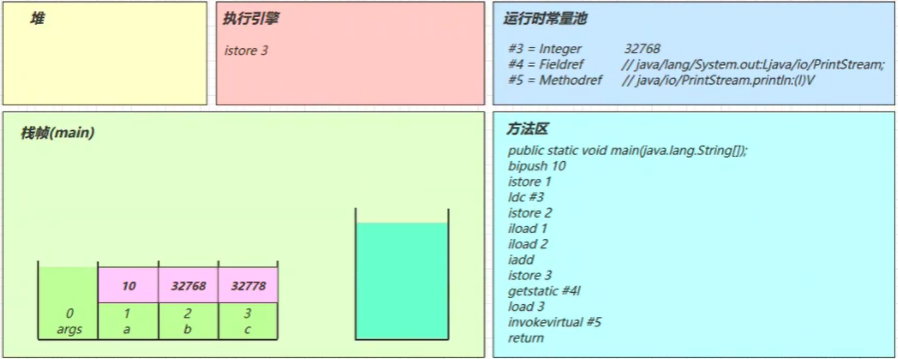 堆
执行引擎
istore 3
运行时常量池
#3 = Integer 32768
#4 = Fieldref // java/lang/System.out:Ljava/io/PrintStream;
#5 = Methodref // java/io/PrintStream.println:(I)V
栈帧(main)
10 32768 32778
0 1 2 3
args a b c
方法区
public static void main(java.lang.String[]);
bipush 10
istore 1
ldc #3
istore 2
iload 1
iload 2
iadd
istore 3
getstatic #4I
load 3
invokevirtual #5
return